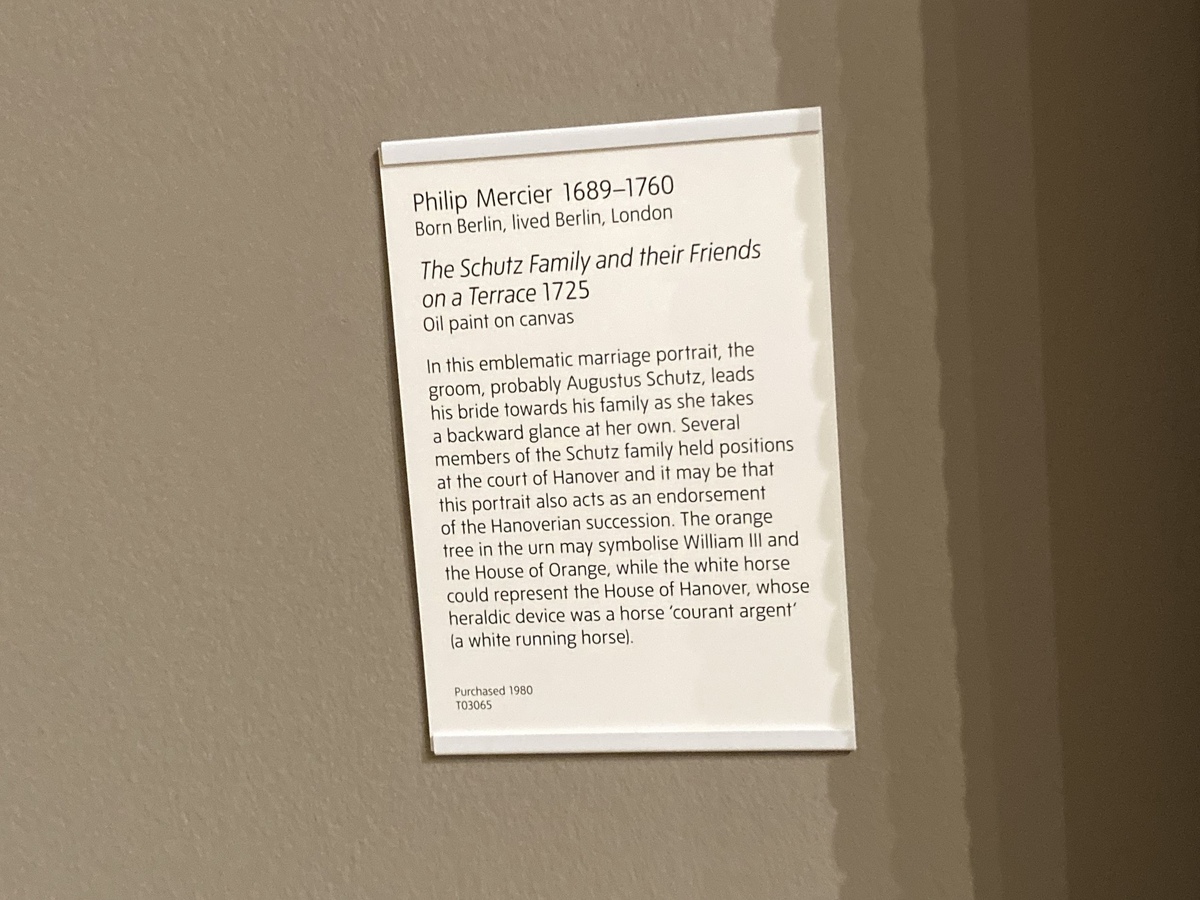 Philip Mercier 1689–1760
Born Berlin, lived Berlin, London
The Schutz Family and their Friends
on a Terrace 1725
Oil paint on canvas
In this emblematic marriage portrait, the
groom, probably Augustus Schutz, leads
his bride towards his family as she takes
a backward glance at her own. Several
members of the Schutz family held positions
at the court of Hanover and it may be that
this portrait also acts as an endorsement
of the Hanoverian succession. The orange
tree in the urn may symbolise William III and
the House of Orange, while the white horse
could represent the House of Hanover, whose
heraldic device was a horse ‘courant argent’
(a white running horse).
Purchased 1980
T03065